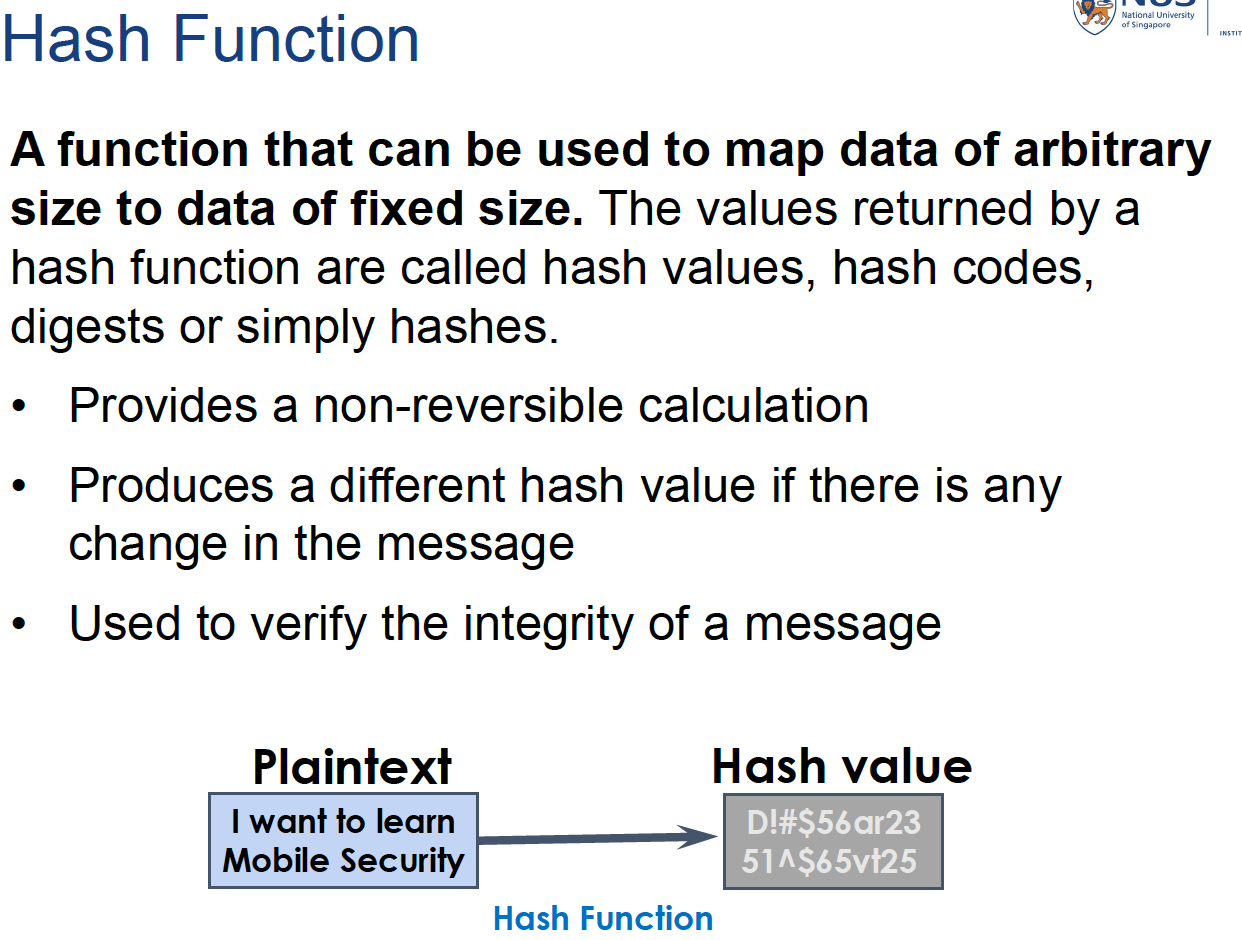 Hash Function
NUS
National University
of Singapore
INSTIT
A function that can be used to map data of arbitrary
size to data of fixed size. The values returned by a
hash function are called hash values, hash codes,
digests or simply hashes.
• Provides a non-reversible calculation
• Produces a different hash value if there is any
change in the message
• Used to verify the integrity of a message
Plaintext
I want to learn
Mobile Security
Hash value
D!#$56ar23
51^$65vt25
Hash Function